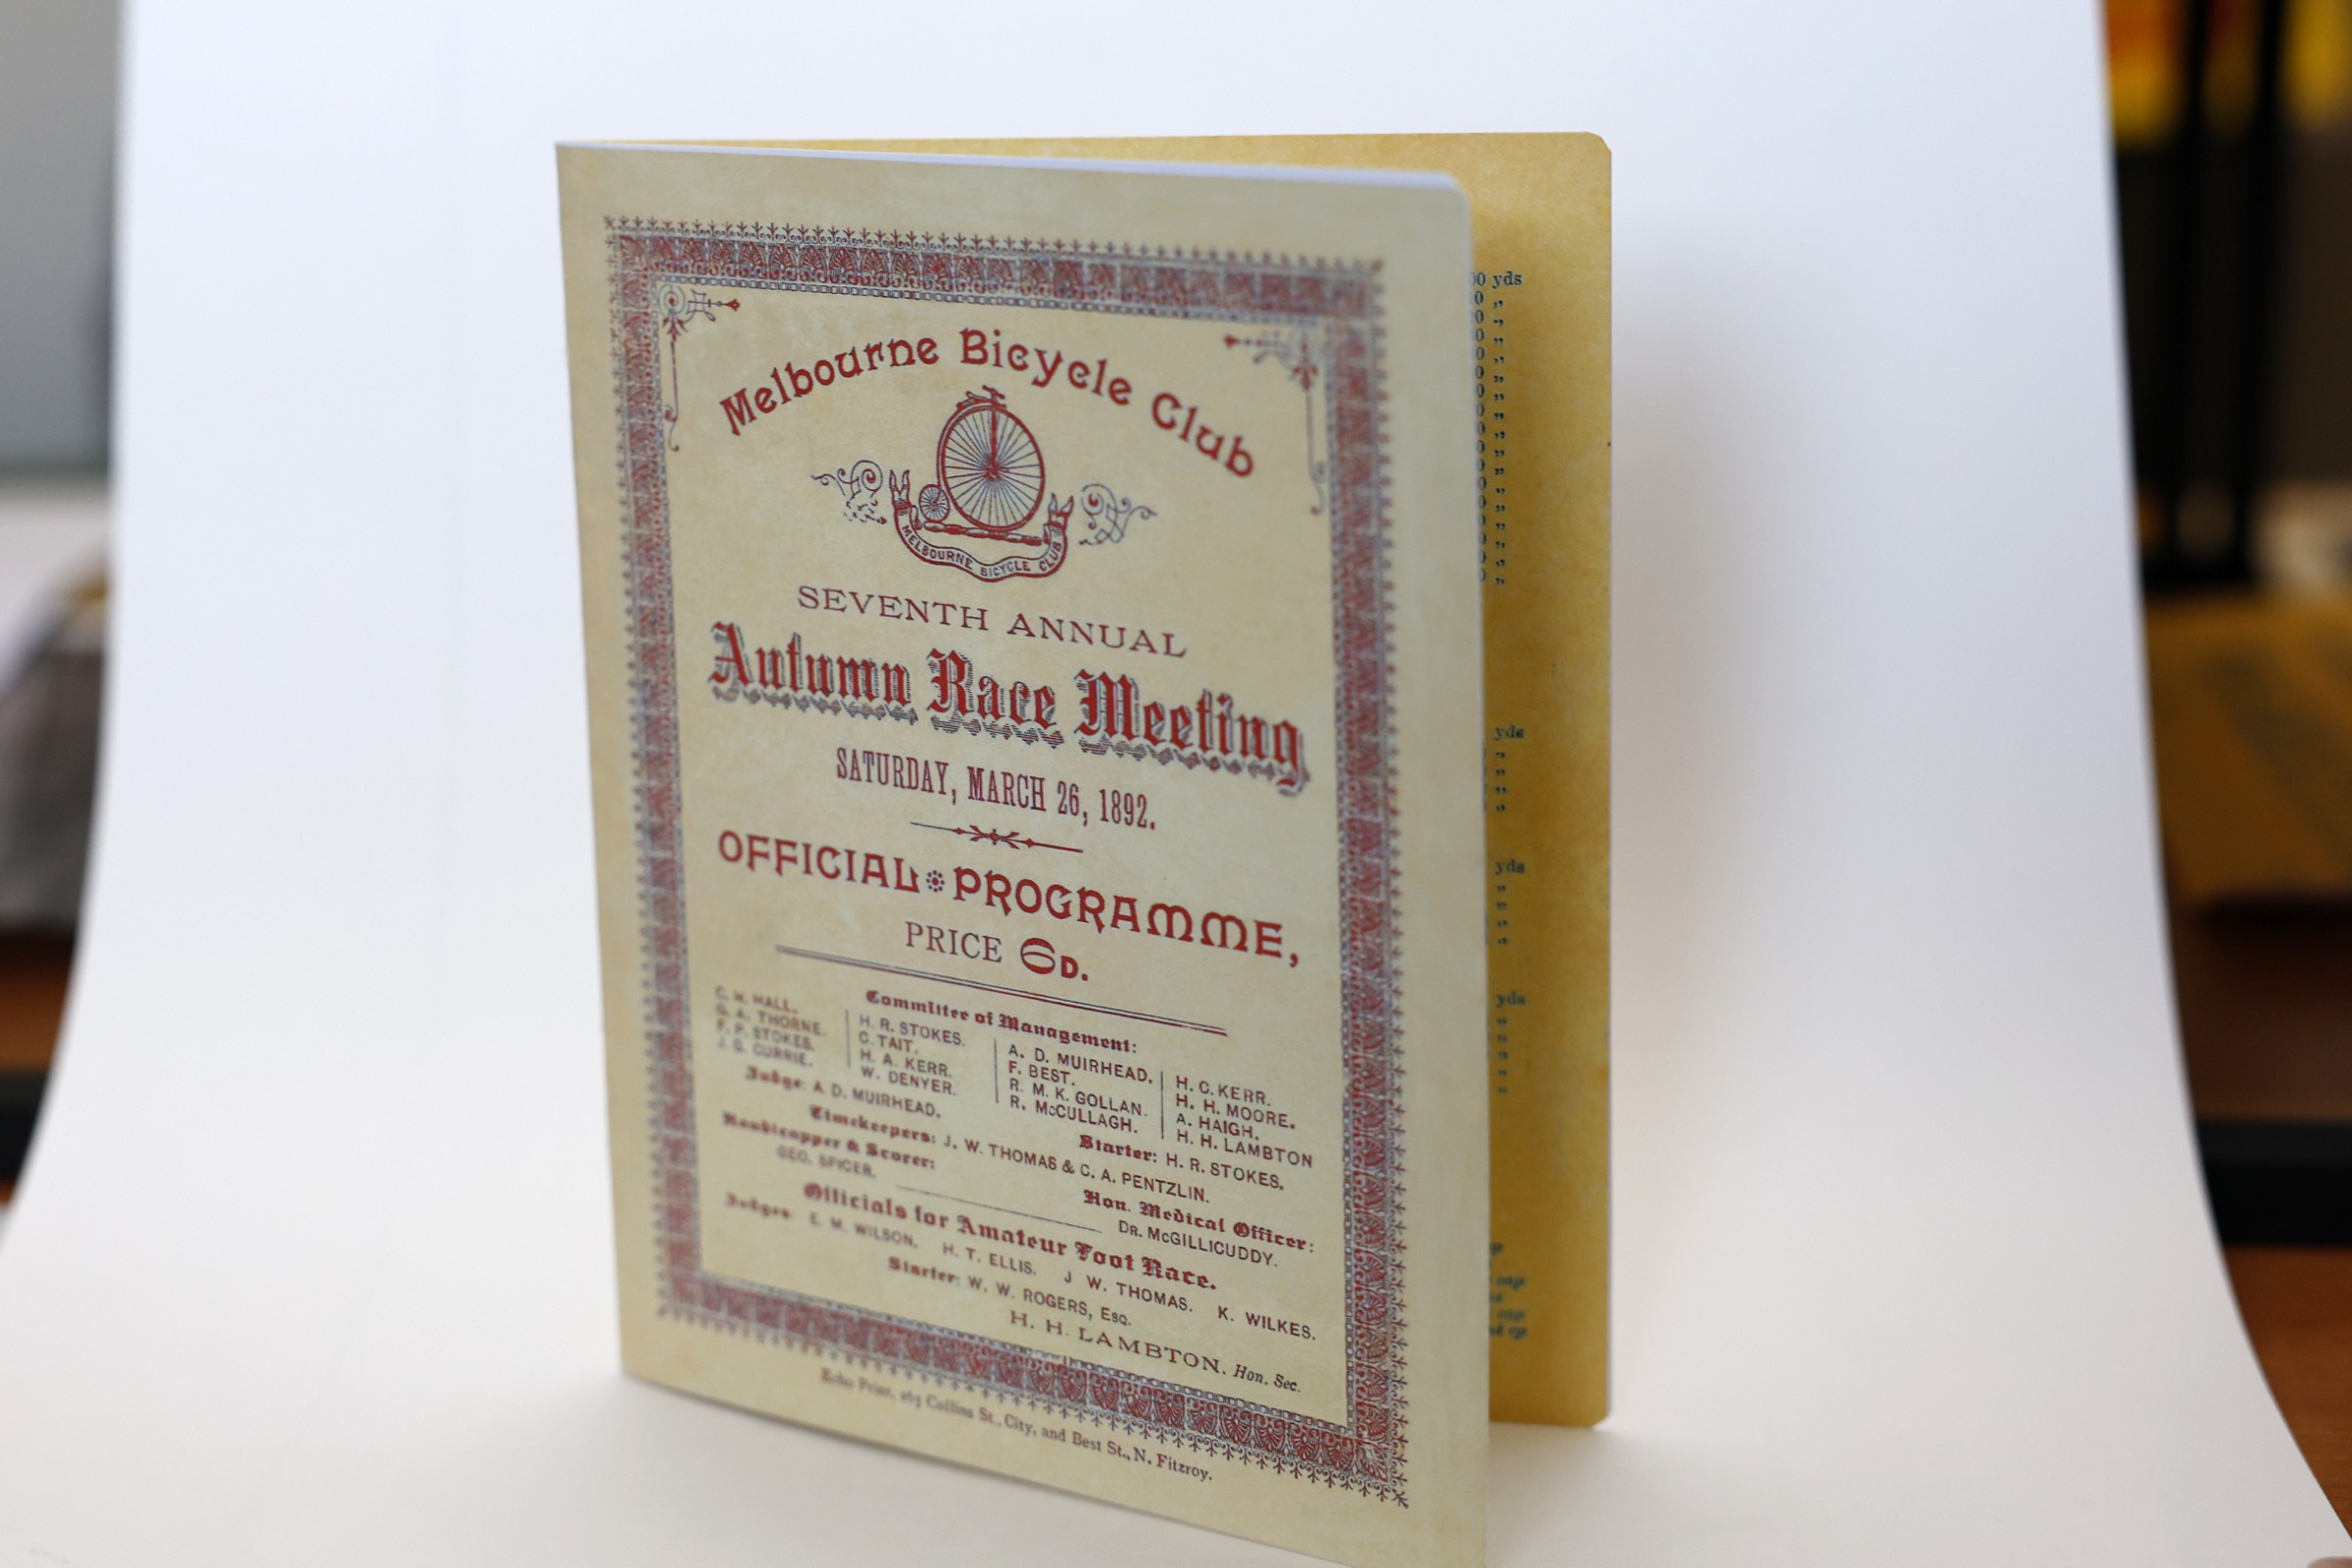 Melbourne Bicycle Club
MELBOURNE BICYCLE CLUB
SEVENTH ANNUAL
Autumn Race Meeting
SATURDAY, MARCH 26, 1892.
OFFICIAL PROGRAMME,
PRICE 6D.
Committee of Management:
C. W. HALL.
G. A. THORNE.
F. P. STOKES.
J. G. CURRIE.
H. R. STOKES.
C. TAIT.
H. A. KERR.
W. DENYER.
A. D. MUIRHEAD.
F. BEST.
R. M. K. GOLLAN.
R. McCULLAGH.
H. C. KERR.
H. H. MOORE.
A. HAIGH.
H. H. LAMBTON
Judge: A. D. MUIRHEAD.
Starter: H. R. STOKES.
Timekeepers: J. W. THOMAS & C. A. PENTZLIN.
Handicapper & Scorer:
GEO. SPICER.
Hon. Medical Officer:
DR. McGILLICUDDY.
Officials for Amateur Foot Race.
Judges: E. M. WILSON. H. T. ELLIS. J W. THOMAS. K. WILKES.
Starter: W. W. ROGERS, Esq.
H. H. LAMBTON. Hon. Sec.
Echo Print, 263 Collins St., City, and Best St., N. Fitzroy.
yds
yds
yds
yds